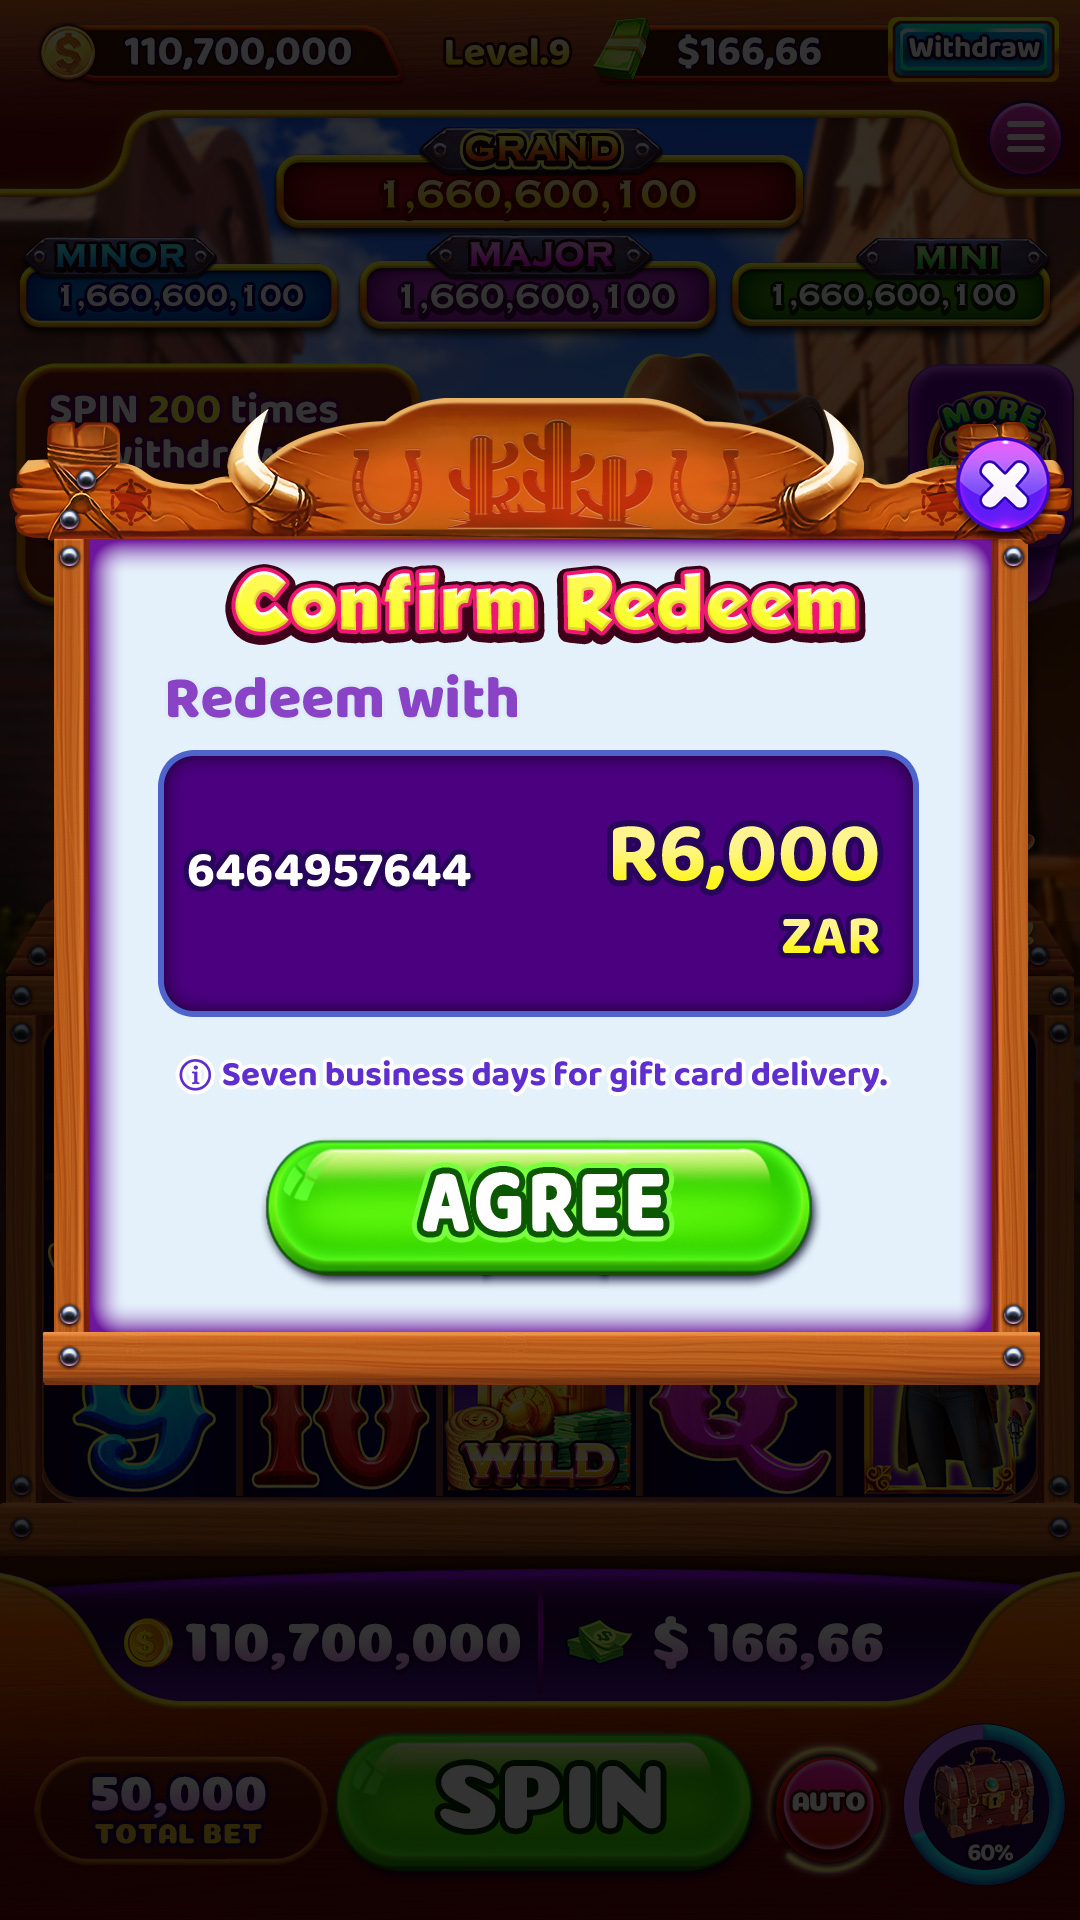 110,700,000 Level.9 $166,66 Withdraw
GRAND
1,660,600,100
MINOR MAJOR MINI
1,660,600,100 1,660,600,100 1,660,600,100
SPIN 200 times
MORE
Confirm Redeem
Redeem with
6464957644 R6,000
ZAR
Seven business days for gift card delivery.
AGREE
9 10 WILD Q
110,700,000 $ 166,66
50,000 SPIN AUTO
TOTAL BET
60%